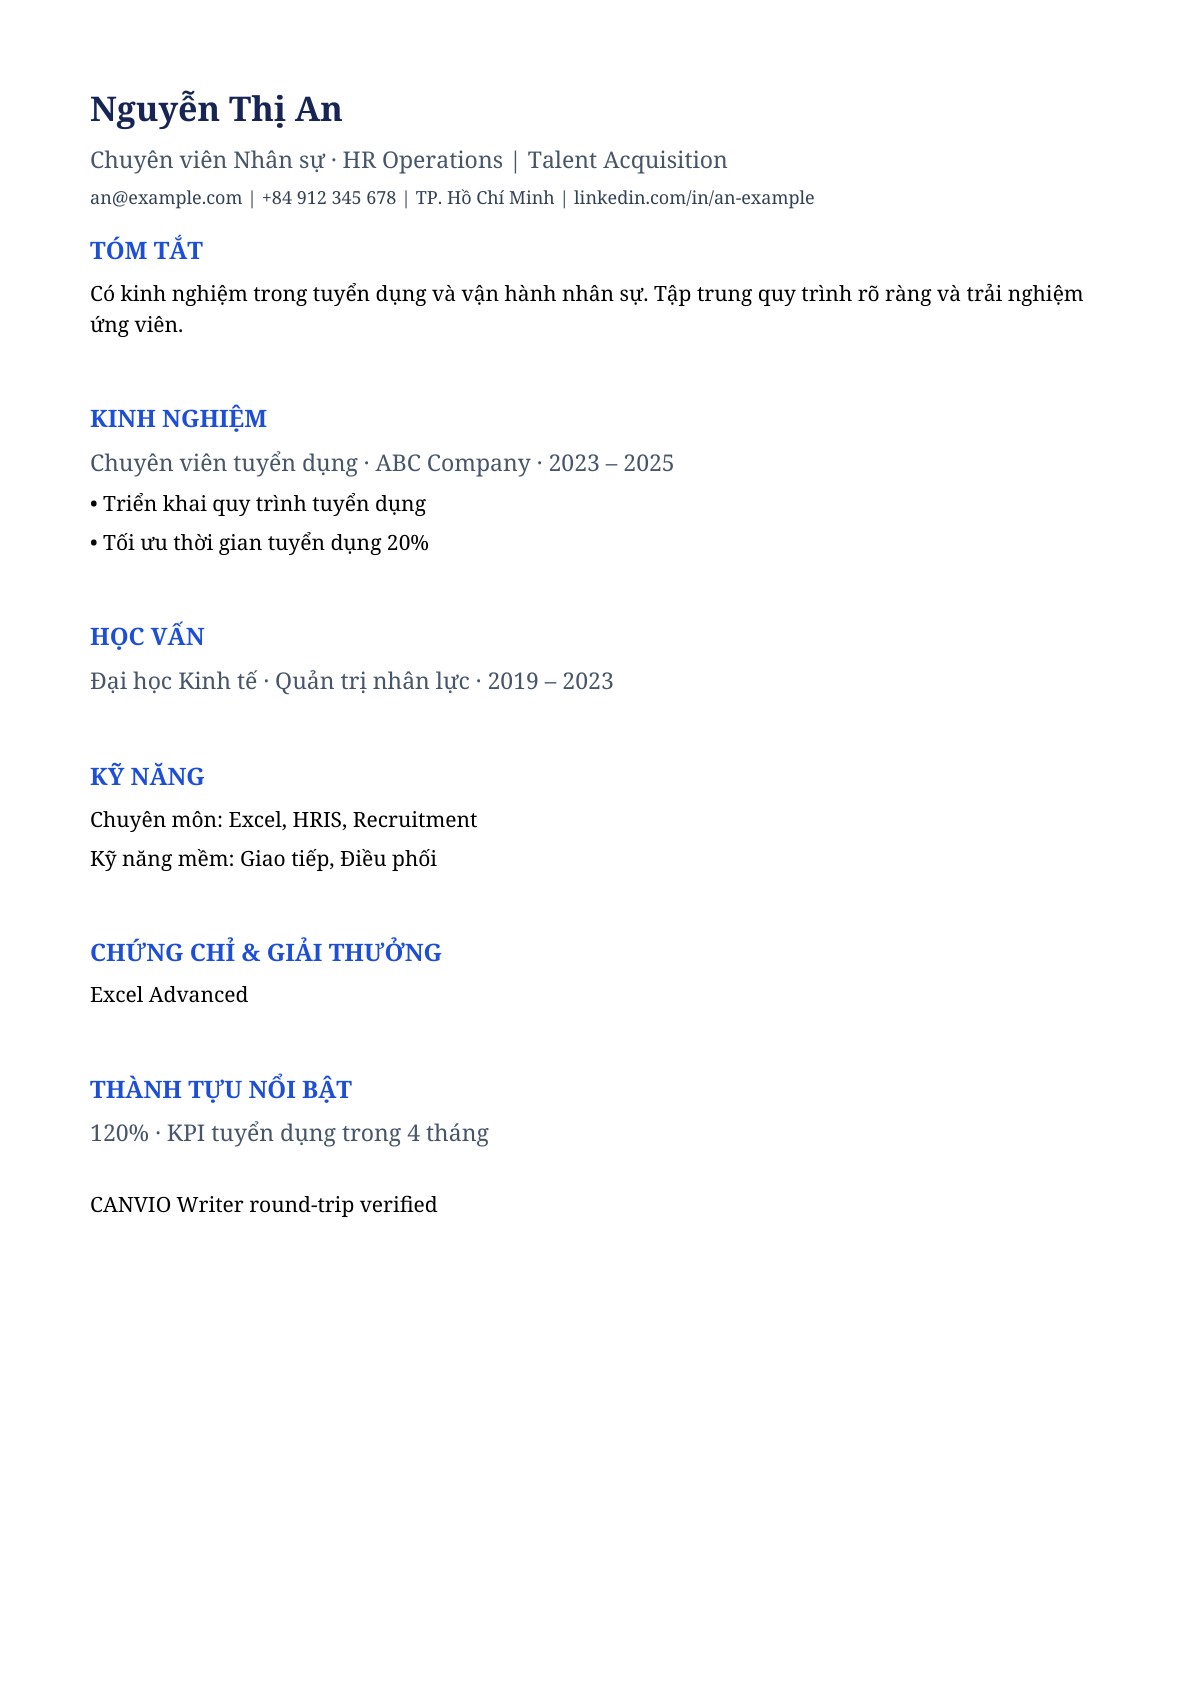 Nguyễn Thị An
Chuyên viên Nhân sự · HR Operations | Talent Acquisition
an@example.com | +84 912 345 678 | TP. Hồ Chí Minh | linkedin.com/in/an-example
TÓM TẮT
Có kinh nghiệm trong tuyển dụng và vận hành nhân sự. Tập trung quy trình rõ ràng và trải nghiệm
ứng viên.
KINH NGHIỆM
Chuyên viên tuyển dụng · ABC Company · 2023 – 2025
• Triển khai quy trình tuyển dụng
• Tối ưu thời gian tuyển dụng 20%
HỌC VẤN
Đại học Kinh tế · Quản trị nhân lực · 2019 – 2023
KỸ NĂNG
Chuyên môn: Excel, HRIS, Recruitment
Kỹ năng mềm: Giao tiếp, Điều phối
CHỨNG CHỈ & GIẢI THƯỞNG
Excel Advanced
THÀNH TỰU NỔI BẬT
120% · KPI tuyển dụng trong 4 tháng
CANVIO Writer round-trip verified